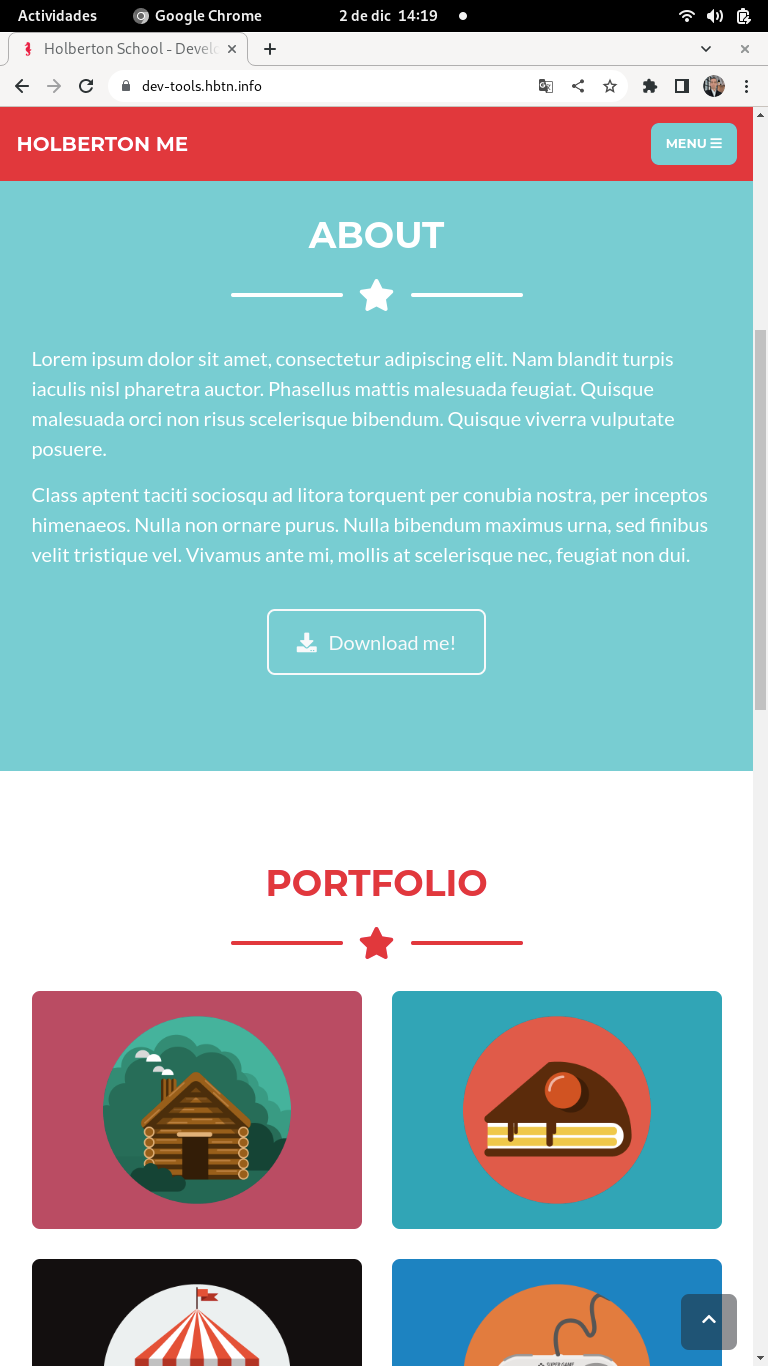 Actividades Google Chrome 2 de dic 14:19
Holberton School - Develo
dev-tools.hbtn.info
HOLBERTON ME
MENU
ABOUT
Lorem ipsum dolor sit amet, consectetur adipiscing elit. Nam blandit turpis
iaculis nisl pharetra auctor. Phasellus mattis malesuada feugiat. Quisque
malesuada orci non risus scelerisque bibendum. Quisque viverra vulputate
posuere.
Class aptent taciti sociosqu ad litora torquent per conubia nostra, per inceptos
himenaeos. Nulla non ornare purus. Nulla bibendum maximus urna, sed finibus
velit tristique vel. Vivamus ante mi, mollis at scelerisque nec, feugiat non dui.
Download me!
PORTFOLIO
SUPER GAME